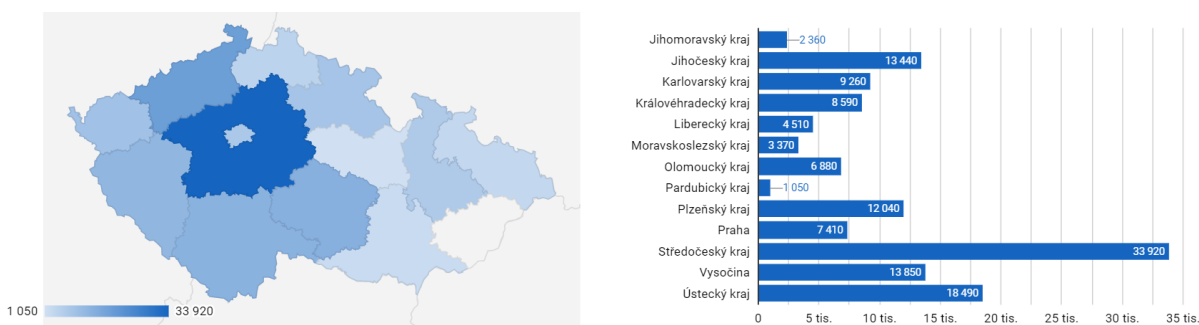 1 050 33 920
Jihomoravský kraj 2 360
Jihočeský kraj 13 440
Karlovarský kraj 9 260
Královéhradecký kraj 8 590
Liberecký kraj 4 510
Moravskoslezský kraj 3 370
Olomoucký kraj 6 880
Pardubický kraj 1 050
Plzeňský kraj 12 040
Praha 7 410
Středočeský kraj 33 920
Vysočina 13 850
Ústecký kraj 18 490
0 5 tis. 10 tis. 15 tis. 20 tis. 25 tis. 30 tis. 35 tis.